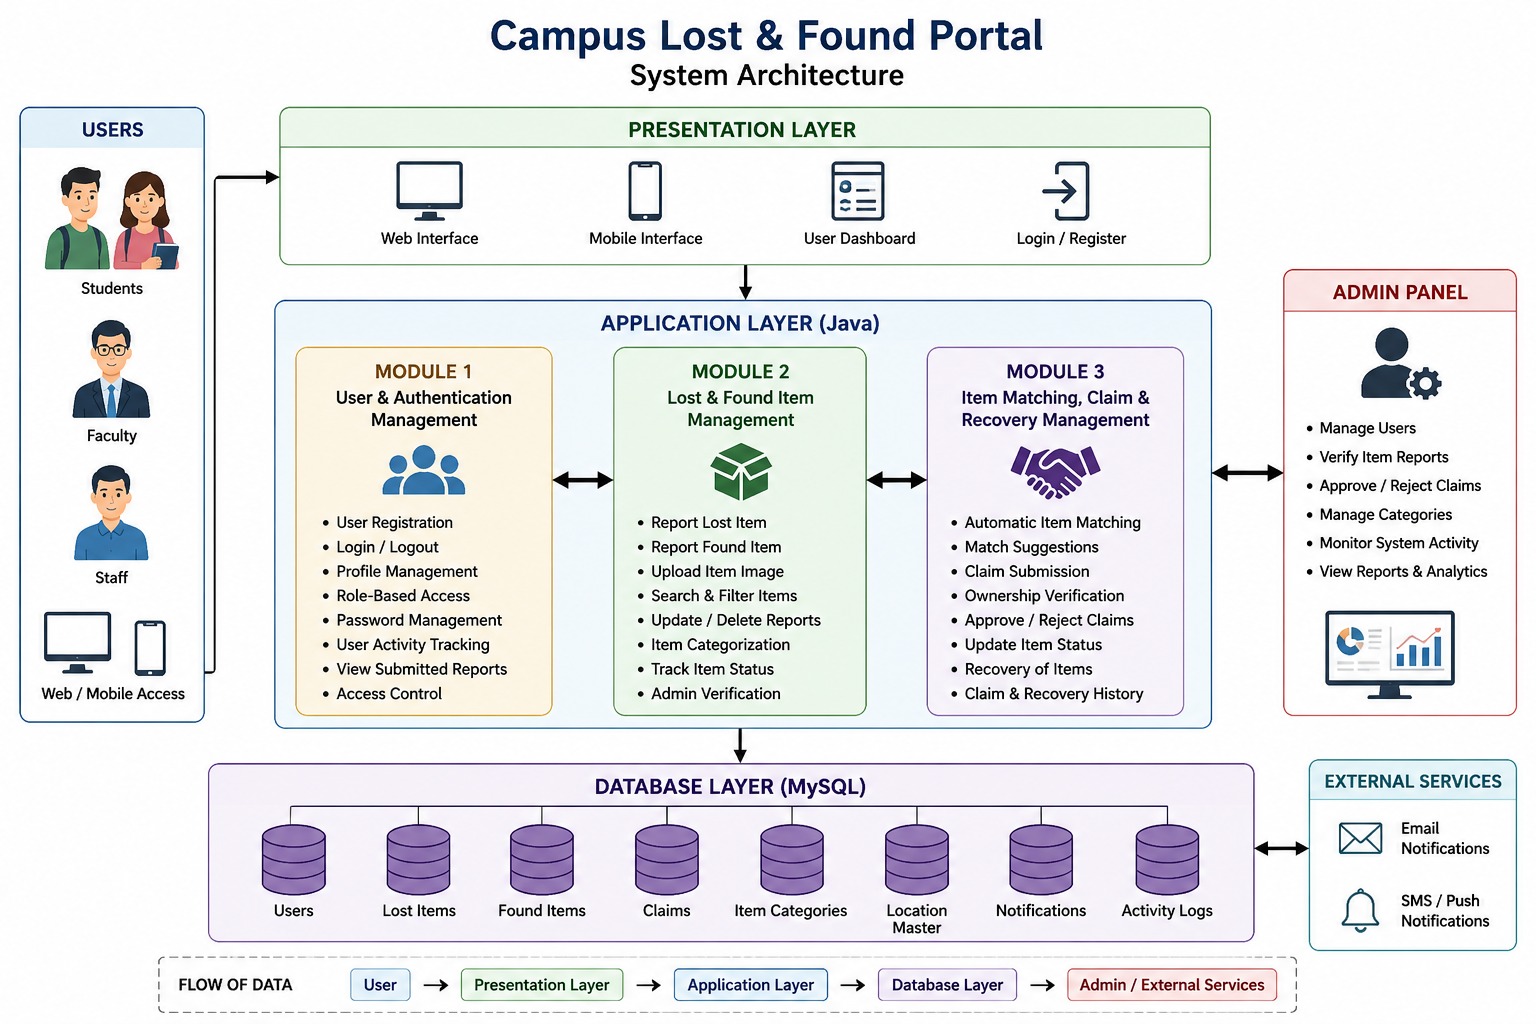 Campus Lost & Found Portal
System Architecture
USERS
Students
Faculty
Staff
Web / Mobile Access
PRESENTATION LAYER
Web Interface
Mobile Interface
User Dashboard
Login / Register
APPLICATION LAYER (Java)
MODULE 1
User & Authentication
Management
• User Registration
• Login / Logout
• Profile Management
• Role-Based Access
• Password Management
• User Activity Tracking
• View Submitted Reports
• Access Control
MODULE 2
Lost & Found Item
Management
• Report Lost Item
• Report Found Item
• Upload Item Image
• Search & Filter Items
• Update / Delete Reports
• Item Categorization
• Track Item Status
• Admin Verification
MODULE 3
Item Matching, Claim &
Recovery Management
• Automatic Item Matching
• Match Suggestions
• Claim Submission
• Ownership Verification
• Approve / Reject Claims
• Update Item Status
• Recovery of Items
• Claim & Recovery History
ADMIN PANEL
• Manage Users
• Verify Item Reports
• Approve / Reject Claims
• Manage Categories
• Monitor System Activity
• View Reports & Analytics
DATABASE LAYER (MySQL)
Users
Lost Items
Found Items
Claims
Item Categories
Location
Master
Notifications
Activity Logs
EXTERNAL SERVICES
Email
Notifications
SMS / Push
Notifications
FLOW OF DATA
User
Presentation Layer
Application Layer
Database Layer
Admin / External Services